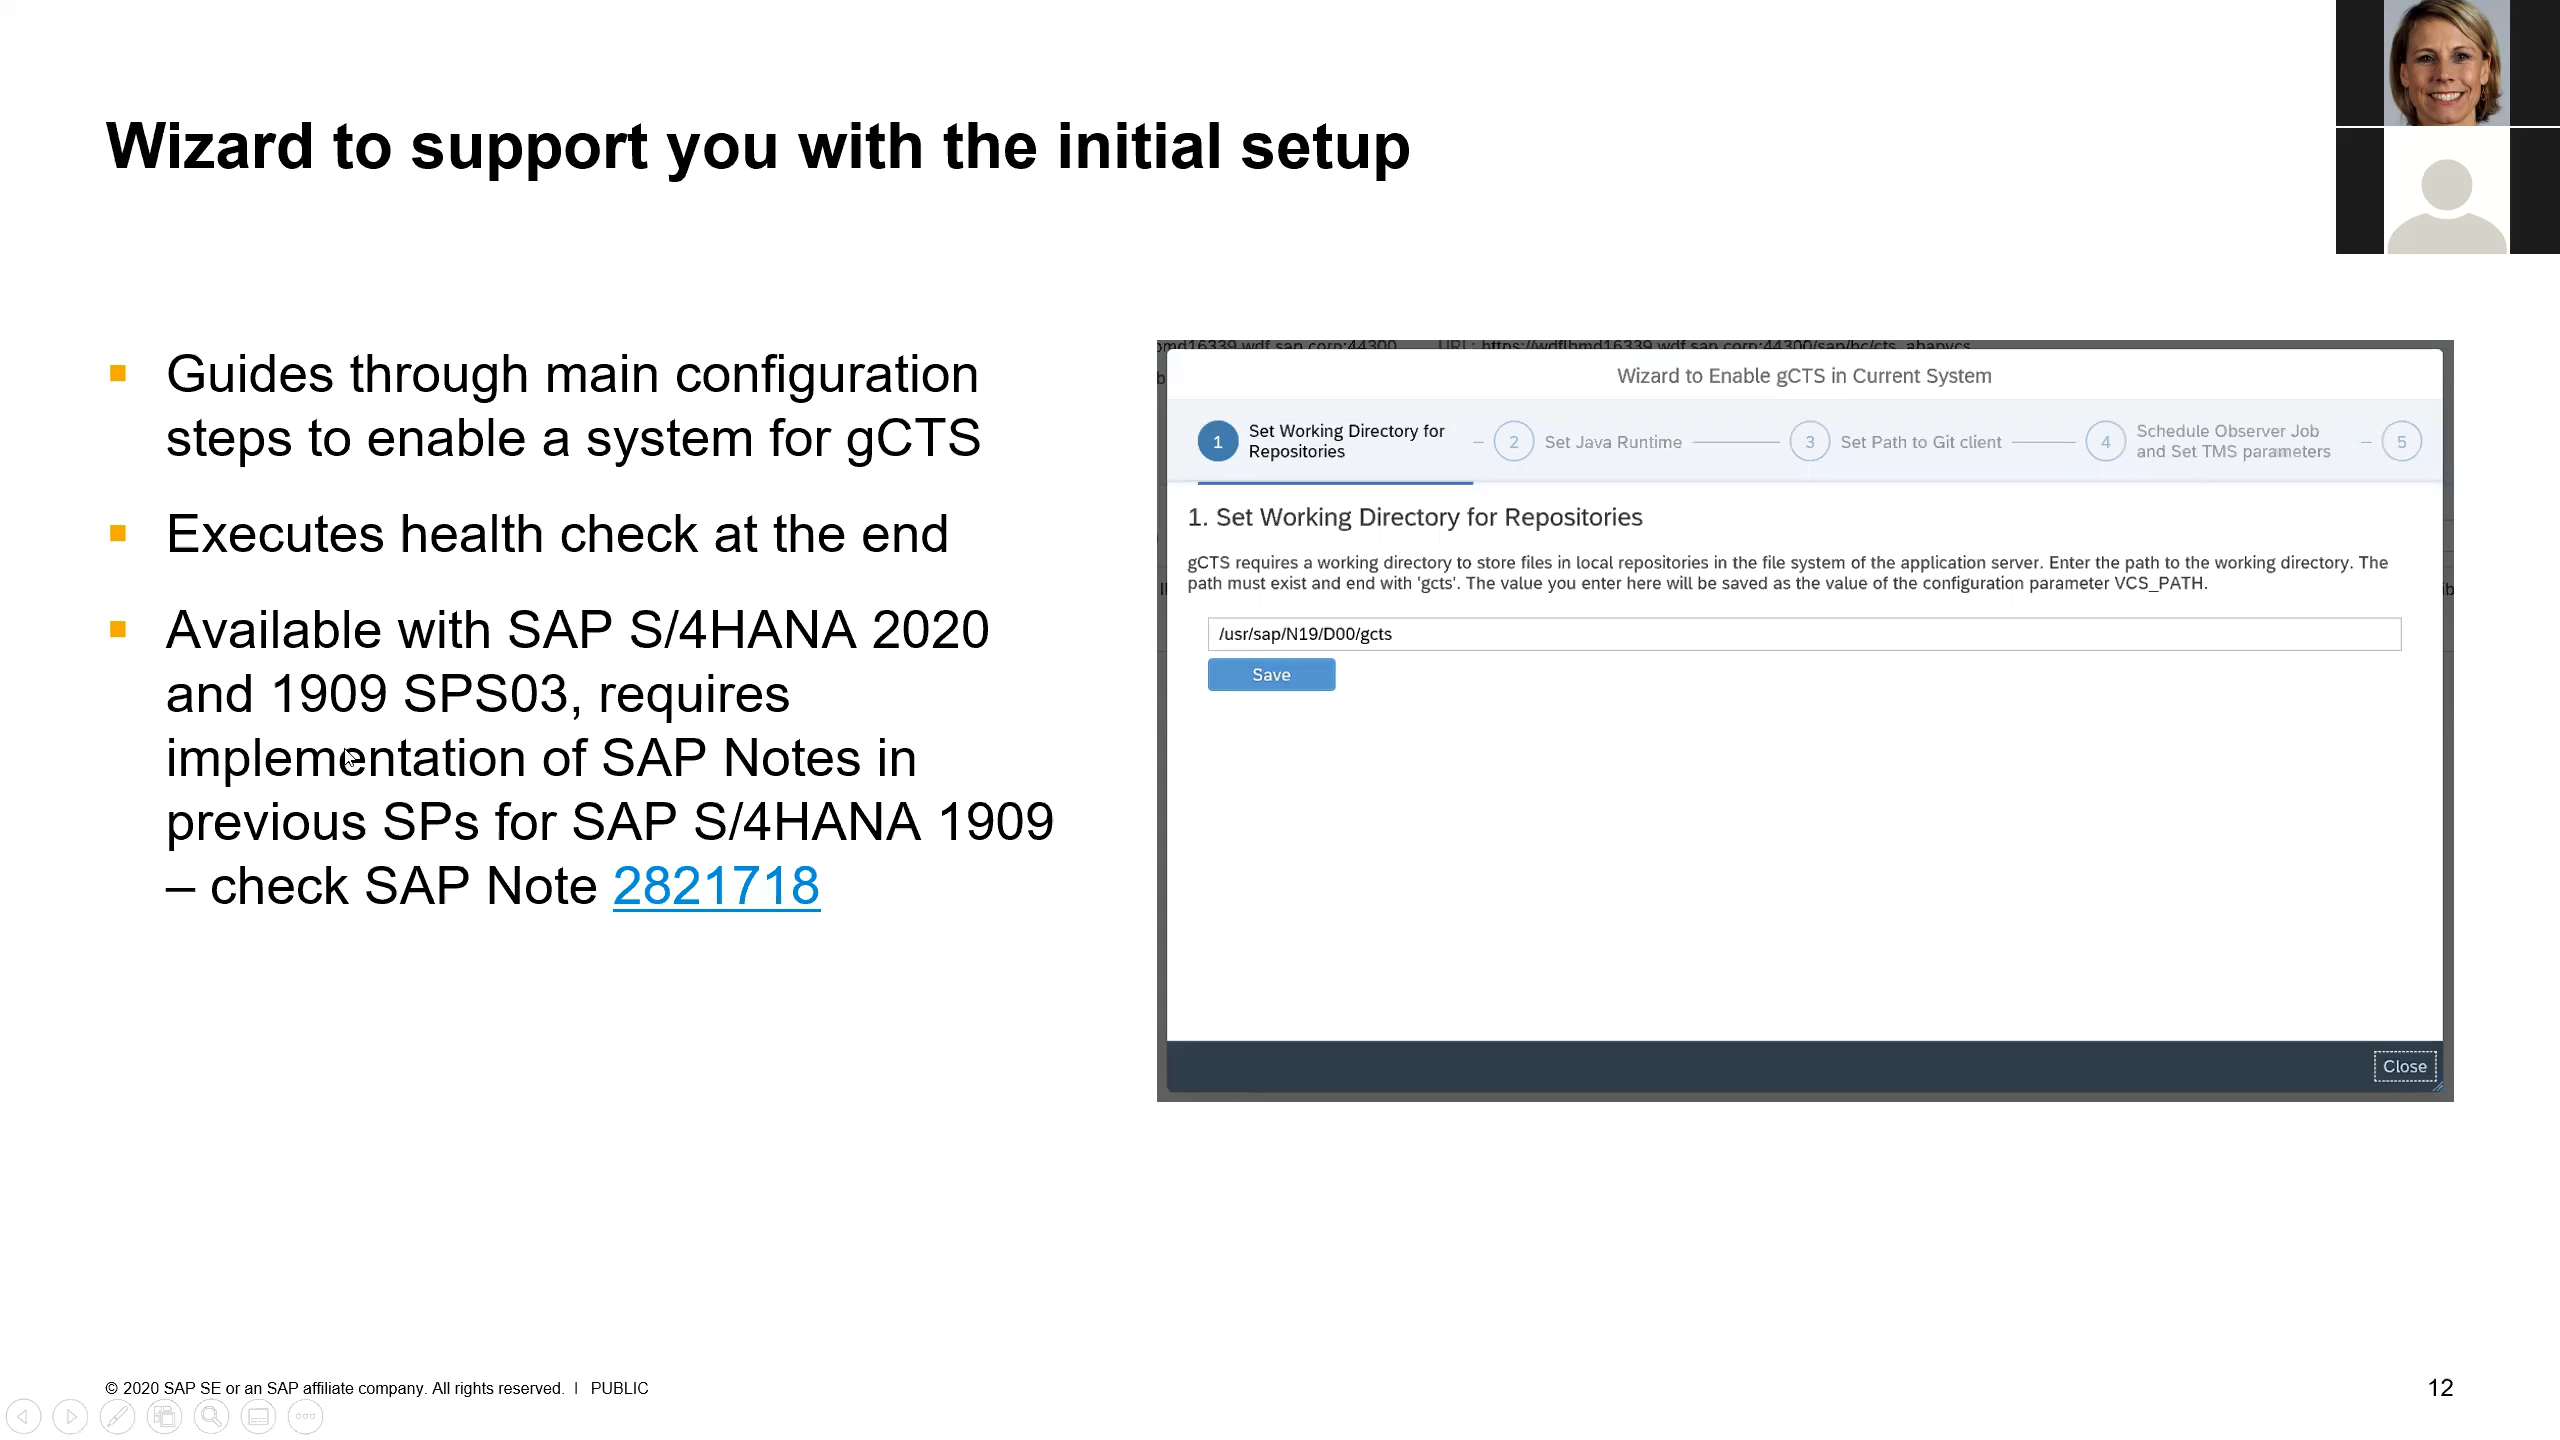 Wizard to support you with the initial setup
Guides through main configuration
steps to enable a system for gCTS
Executes health check at the end
Available with SAP S/4HANA 2020
and 1909 SPS03, requires
implementation of SAP Notes in
previous SPs for SAP S/4HANA 1909
– check SAP Note 2821718
Wizard to Enable gCTS in Current System
1 Set Working Directory for
Repositories
2 Set Java Runtime
3 Set Path to Git client
4 Schedule Observer Job
and Set TMS parameters
5
1. Set Working Directory for Repositories
gCTS requires a working directory to store files in local repositories in the file system of the application server. Enter the path to the working directory. The
path must exist and end with 'gcts'. The value you enter here will be saved as the value of the configuration parameter VCS_PATH.
/usr/sap/N19/D00/gcts
Save
Close
© 2020 SAP SE or an SAP affiliate company. All rights reserved. | PUBLIC
12